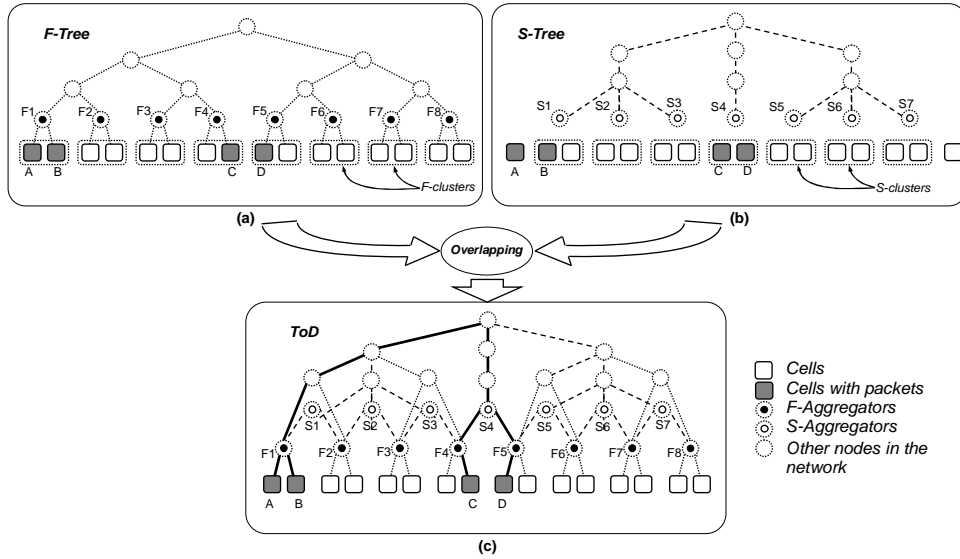 F-Tree
F1 F2 F3 F4 F5 F6 F7 F8
A B C D
F-clusters
(a)
S-Tree
S1 S2 S3 S4 S5 S6 S7
A B C D
S-clusters
(b)
Overlapping
ToD
S1 S2 S3 S4 S5 S6 S7
F1 F2 F3 F4 F5 F6 F7 F8
A B C D
(c)
Cells
Cells with packets
F-Aggregators
S-Aggregators
Other nodes in the
network